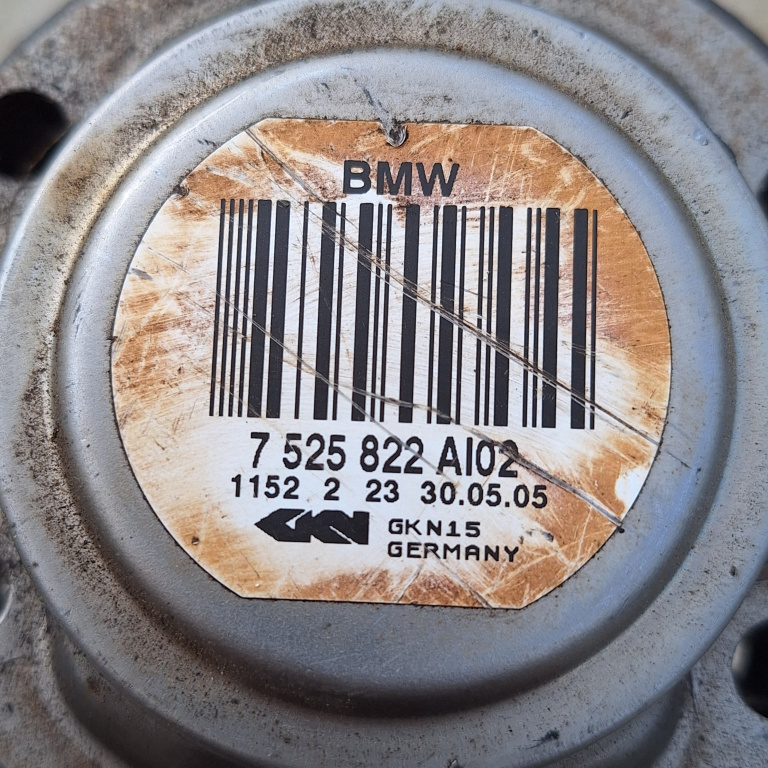 BMW
7 525 822 AI02
1152 2 23 30.05.05
GKN GKN15
GERMANY